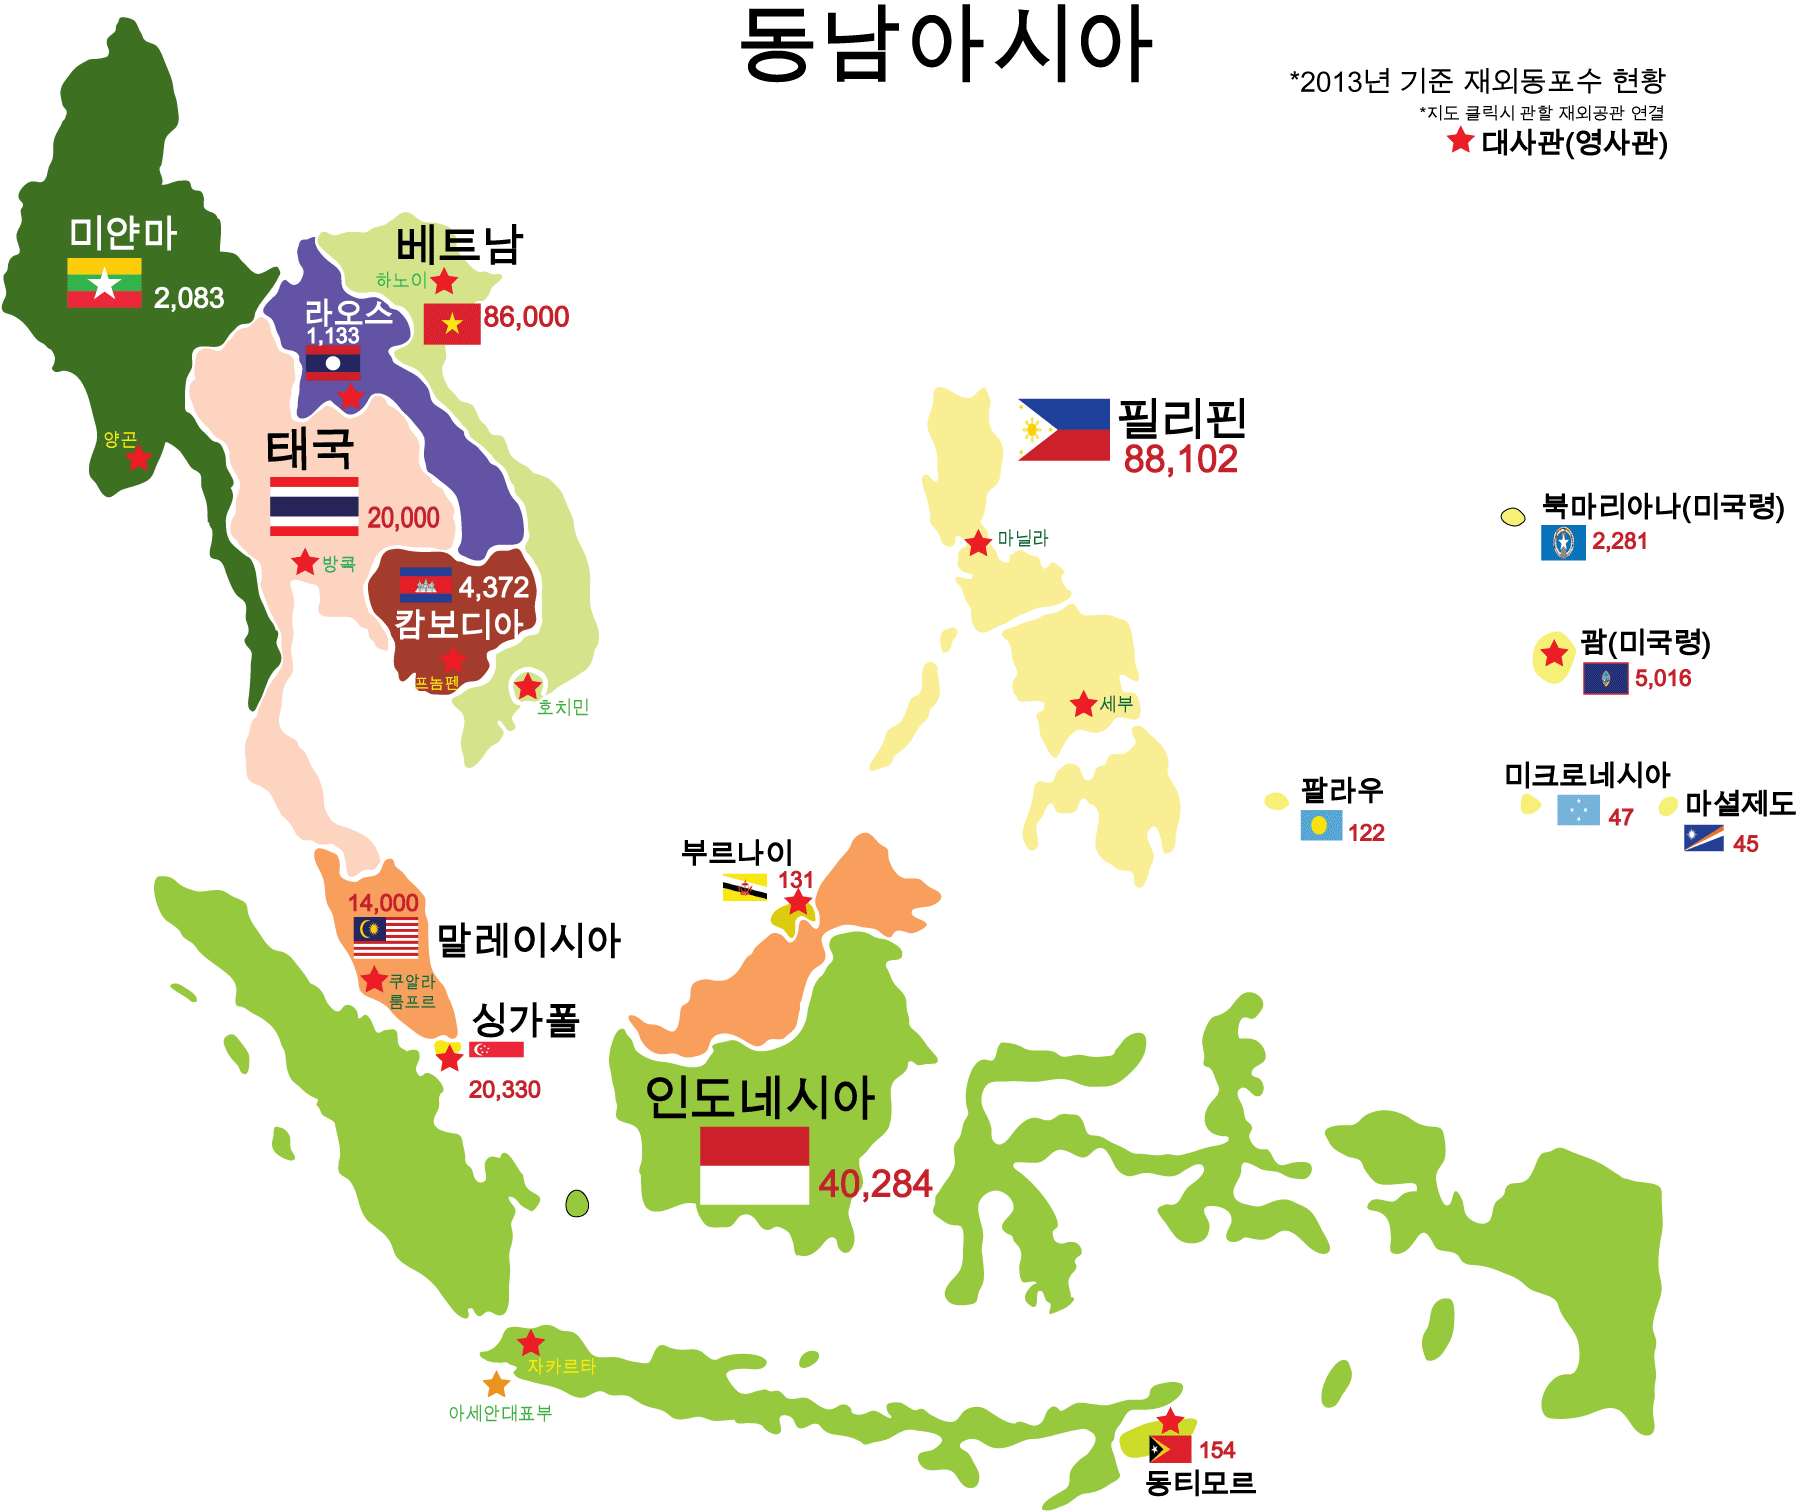 동남아시아
*2013년 기준 재외동포수 현황
*지도 클릭시 관할 재외공관 연결
대사관(영사관)
미얀마
2,083
양곤
베트남
하노이
86,000
호치민
라오스
1,133
태국
20,000
방콕
4,372
캄보디아
프놈펜
필리핀
88,102
마닐라
세부
북마리아나(미국령)
2,281
괌(미국령)
5,016
팔라우
122
미크로네시아
47
마셜제도
45
부르나이
131
14,000
말레이시아
쿠알라
룸프르
싱가폴
20,330
인도네시아
40,284
자카르타
아세안대표부
154
동티모르